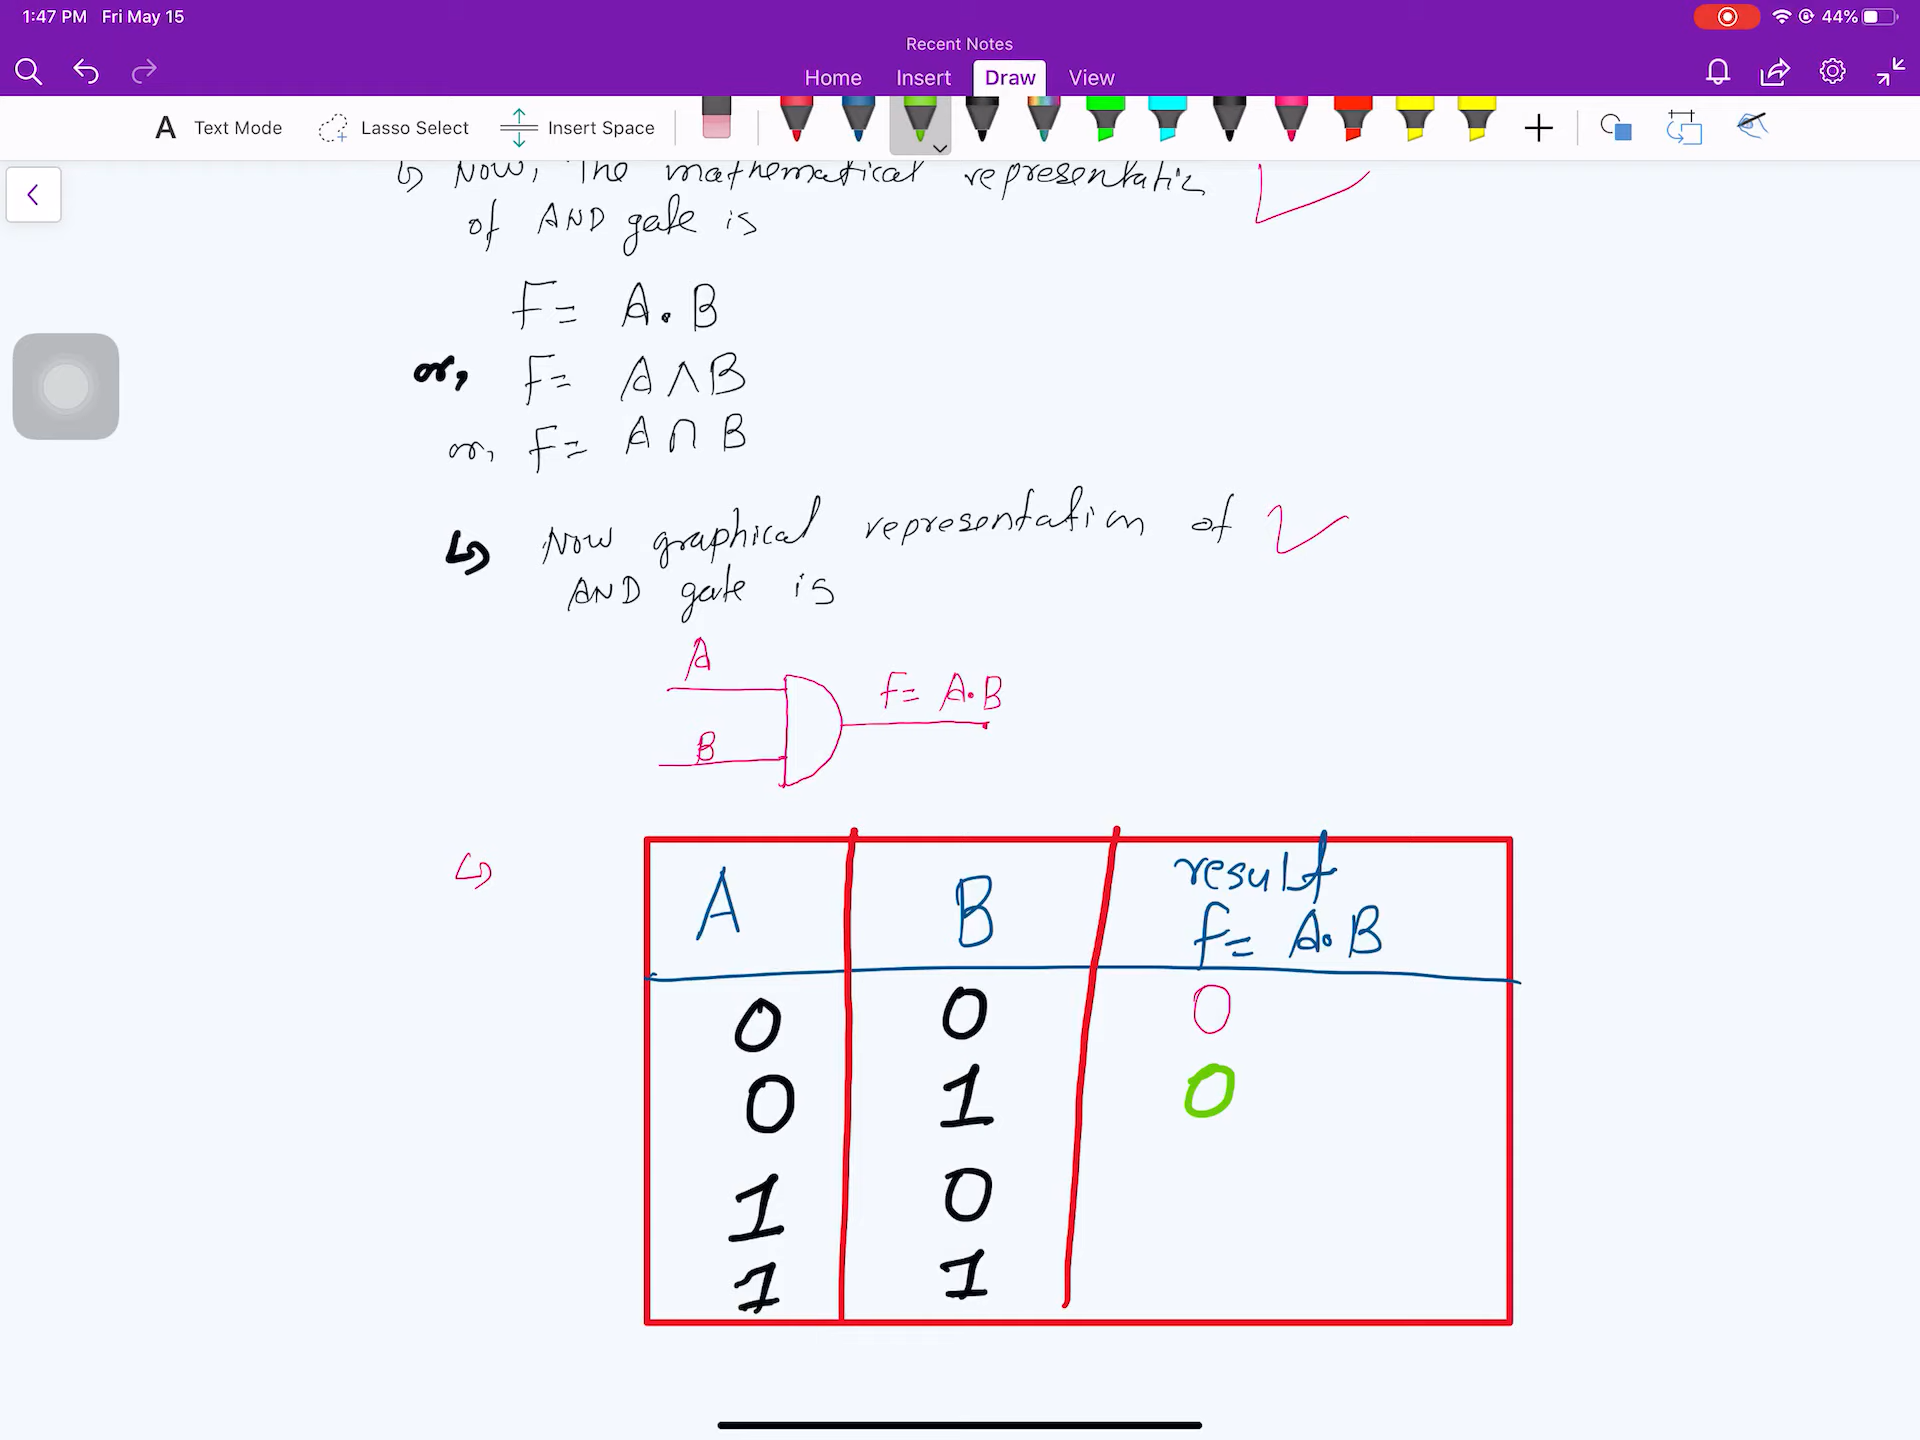 1:47 PM Fri May 15
44%
Recent Notes
Home Insert Draw View
A Text Mode Lasso Select Insert Space
Now, The mathematical representatin
of AND gate is
F= A.B
or, F= A∧B
or, F= A∩B
Now graphical representation of
AND gate is
A
F= A.B
B
A B result
F= A.B
0 0 0
0 1 0
1 0
1 1